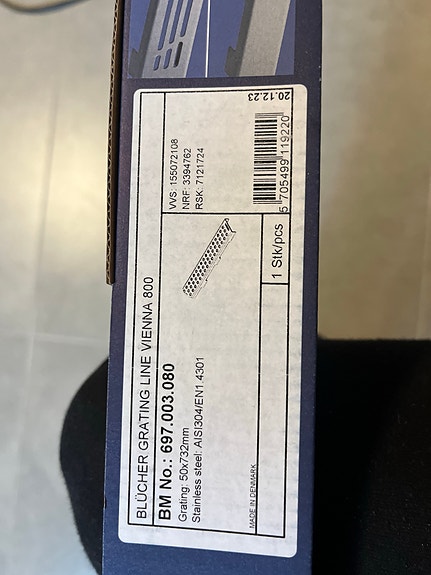 BLÜCHER GRATING LINE VIENNA 800
BM No.: 697.003.080
Grating: 50x732mm
Stainless steel: AISI304/EN1.4301
MADE IN DENMARK
VVS: 155072108
NRF: 3394762
RSK: 7121724
5 705499 119220
20.12.23
1 Stk/pcs